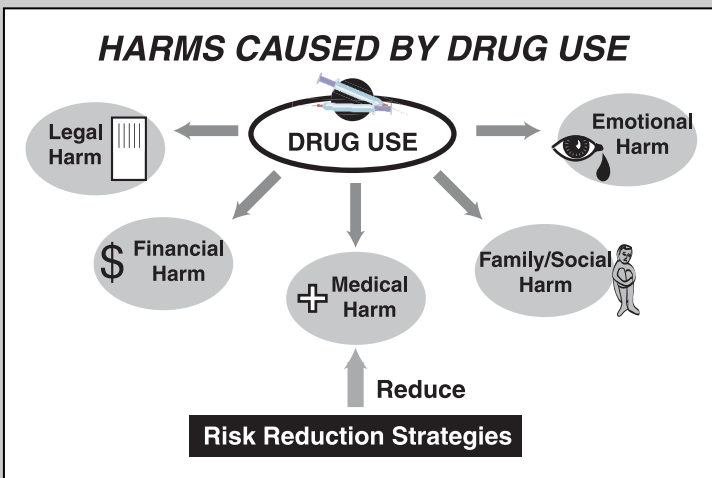 HARMS CAUSED BY DRUG USE
DRUG USE
Legal
Harm
Emotional
Harm
$ Financial
Harm
Medical
Harm
Family/Social
Harm
Reduce
Risk Reduction Strategies